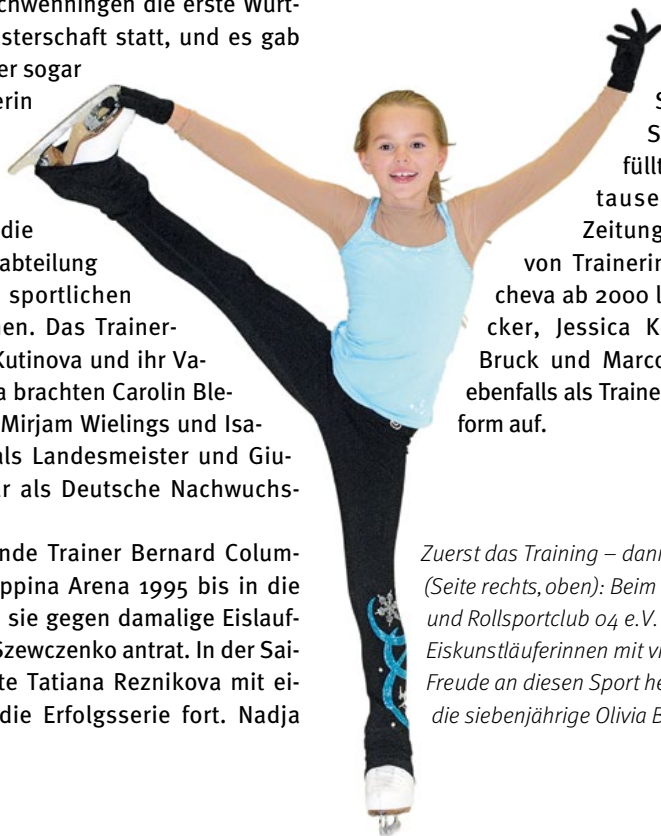 chwenningen die erste Würt-
sterschaft statt, und es gab
er sogar
erin
die
abteilung
sportlichen
en. Das Trainer-
Kutinova und ihr Va-
a brachten Carolin Ble-
Mirjam Wielings und Isa-
als Landesmeister und Giu-
r als Deutsche Nachwuchs-
nde Trainer Bernard Colum-
ppina Arena 1995 bis in die
sie gegen damalige Eislauf-
Szewczenko antrat. In der Sai-
te Tatiana Reznikova mit ei-
die Erfolgsserie fort. Nadja
S
S
füllt
tause
Zeitung
von Trainerin
cheva ab 2000 l
cker, Jessica K
Bruck und Marco
ebenfalls als Traine
form auf.
Zuerst das Training – dann
(Seite rechts, oben): Beim
und Rollsportclub 04 e.V.
Eiskunstläuferinnen mit vi
Freude an diesen Sport he
die siebenjährige Olivia B